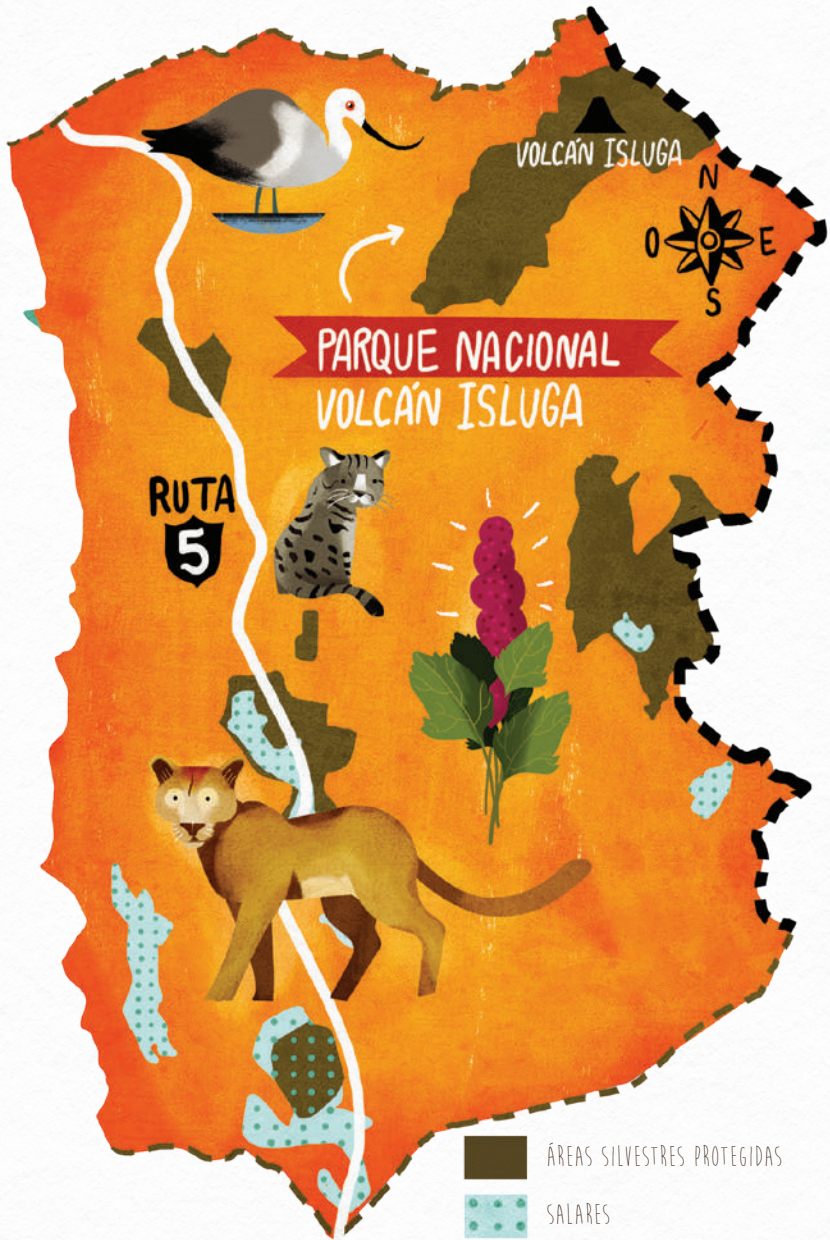 VOLCÁN ISLUGA
N
O E
S
PARQUE NACIONAL
VOLCÁN ISLUGA
RUTA
5
ÁREAS SILVESTRES PROTEGIDAS
SALARES